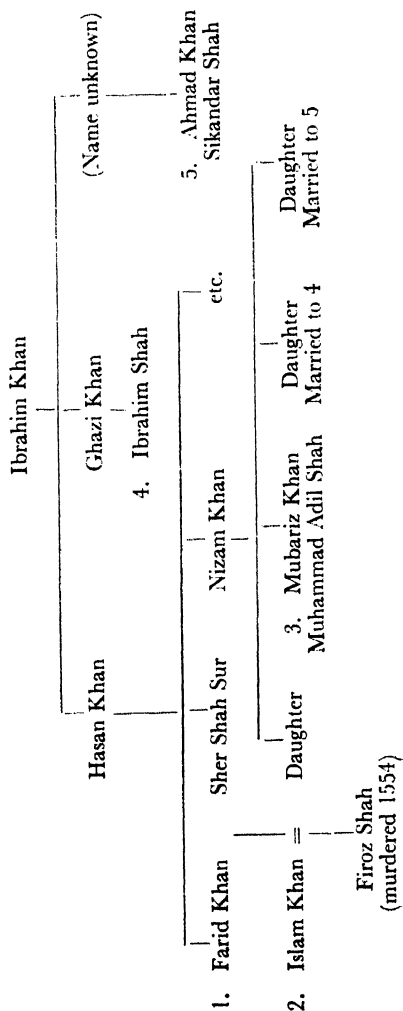 Ibrahim Khan
Hasan Khan Ghazi Khan (Name unknown)
4. Ibrahim Shah 5. Ahmad Khan
Sikandar Shah
1. Farid Khan Sher Shah Sur Nizam Khan etc.
2. Islam Khan = Daughter 3. Mubariz Khan Daughter Daughter
Muhammad Adil Shah Married to 4 Married to 5
Firoz Shah
(murdered 1554)